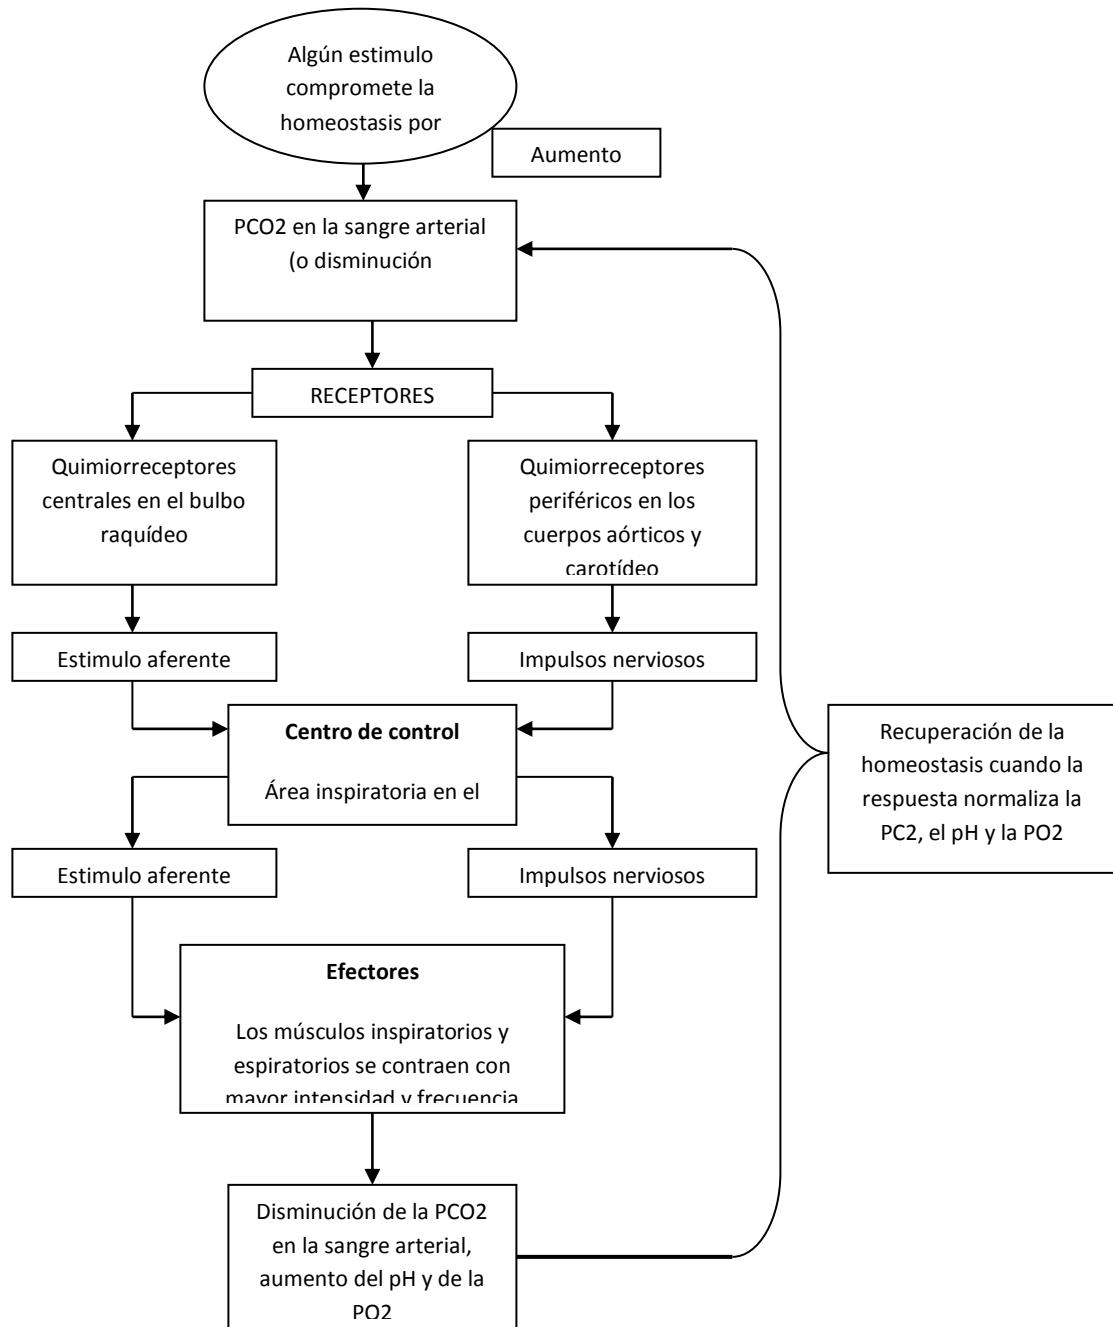 Algún estimulo
compromete la
homeostasis por
Aumento
PCO2 en la sangre arterial
(o disminución
RECEPTORES
Quimiorreceptores
centrales en el bulbo
raquídeo
Quimiorreceptores
periféricos en los
cuerpos aórticos y
carotídeo
Estimulo aferente
Impulsos nerviosos
Centro de control
Área inspiratoria en el
Recuperación de la
homeostasis cuando la
respuesta normaliza la
PC2, el pH y la PO2
Estimulo aferente
Impulsos nerviosos
Efectores
Los músculos inspiratorios y
espiratorios se contraen con
mayor intensidad y frecuencia
Disminución de la PCO2
en la sangre arterial,
aumento del pH y de la
PO2